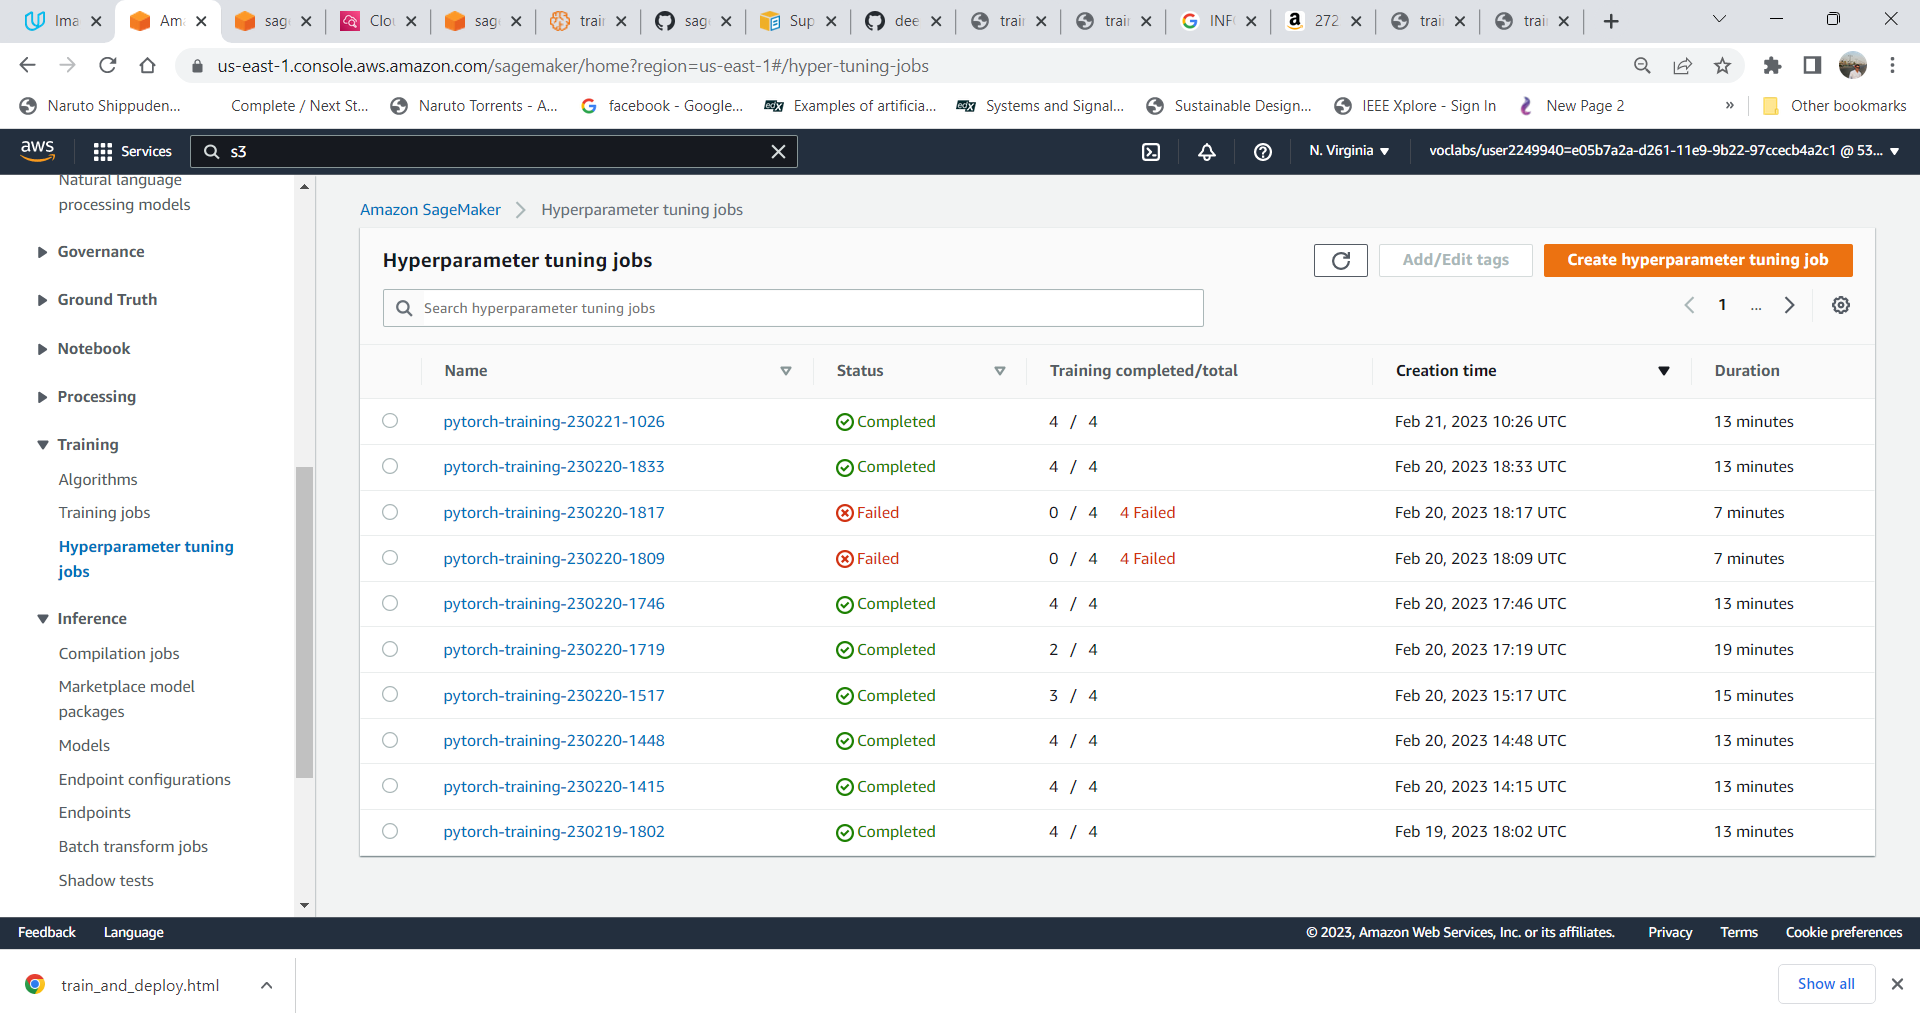 Ima
Am
sag
Clou
sage
train
sag
Sup
dee
train
train
INFO
272
train
train
us-east-1.console.aws.amazon.com/sagemaker/home?region=us-east-1#/hyper-tuning-jobs
Naruto Shippuden...
Complete / Next St...
Naruto Torrents - A...
facebook - Google...
edX Examples of artificia...
edX Systems and Signal...
Sustainable Design...
IEEE Xplore - Sign In
New Page 2
»
Other bookmarks
aws
Services
s3
N. Virginia
voclabs/user2249940=e05b7a2a-d261-11e9-9b22-97ccecb4a2c1 @ 53...
Natural language
processing models
Governance
Ground Truth
Notebook
Processing
Training
Algorithms
Training jobs
Hyperparameter tuning
jobs
Inference
Compilation jobs
Marketplace model
packages
Models
Endpoint configurations
Endpoints
Batch transform jobs
Shadow tests
Amazon SageMaker > Hyperparameter tuning jobs
Hyperparameter tuning jobs
Add/Edit tags
Create hyperparameter tuning job
Search hyperparameter tuning jobs
1 ...
Name Status Training completed/total Creation time Duration
pytorch-training-230221-1026 Completed 4 / 4 Feb 21, 2023 10:26 UTC 13 minutes
pytorch-training-230220-1833 Completed 4 / 4 Feb 20, 2023 18:33 UTC 13 minutes
pytorch-training-230220-1817 Failed 0 / 4 4 Failed Feb 20, 2023 18:17 UTC 7 minutes
pytorch-training-230220-1809 Failed 0 / 4 4 Failed Feb 20, 2023 18:09 UTC 7 minutes
pytorch-training-230220-1746 Completed 4 / 4 Feb 20, 2023 17:46 UTC 13 minutes
pytorch-training-230220-1719 Completed 2 / 4 Feb 20, 2023 17:19 UTC 19 minutes
pytorch-training-230220-1517 Completed 3 / 4 Feb 20, 2023 15:17 UTC 15 minutes
pytorch-training-230220-1448 Completed 4 / 4 Feb 20, 2023 14:48 UTC 13 minutes
pytorch-training-230220-1415 Completed 4 / 4 Feb 20, 2023 14:15 UTC 13 minutes
pytorch-training-230219-1802 Completed 4 / 4 Feb 19, 2023 18:02 UTC 13 minutes
Feedback Language
© 2023, Amazon Web Services, Inc. or its affiliates. Privacy Terms Cookie preferences
train_and_deploy.html
Show all